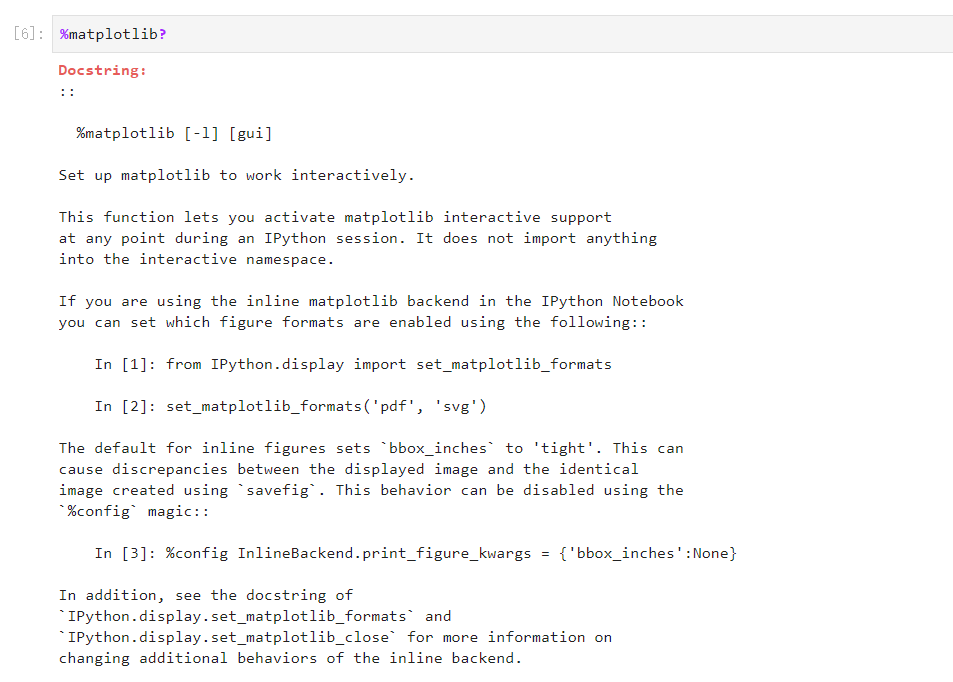 [6]: %matplotlib?
Docstring:
::
%matplotlib [-l] [gui]
Set up matplotlib to work interactively.
This function lets you activate matplotlib interactive support
at any point during an IPython session. It does not import anything
into the interactive namespace.
If you are using the inline matplotlib backend in the IPython Notebook
you can set which figure formats are enabled using the following::
In [1]: from IPython.display import set_matplotlib_formats
In [2]: set_matplotlib_formats('pdf', 'svg')
The default for inline figures sets `bbox_inches` to 'tight'. This can
cause discrepancies between the displayed image and the identical
image created using `savefig`. This behavior can be disabled using the
`%config` magic::
In [3]: %config InlineBackend.print_figure_kwargs = {'bbox_inches':None}
In addition, see the docstring of
`IPython.display.set_matplotlib_formats` and
`IPython.display.set_matplotlib_close` for more information on
changing additional behaviors of the inline backend.